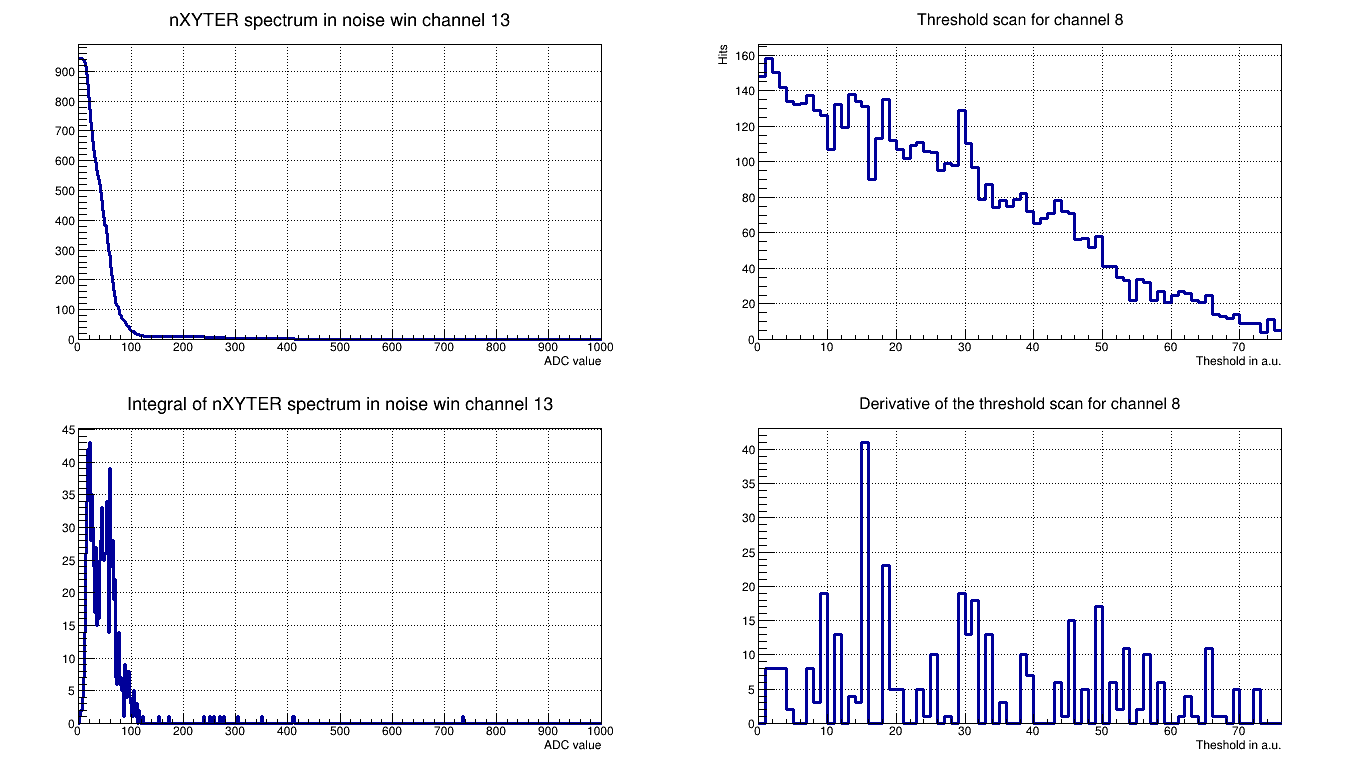 nXYTER spectrum in noise win channel 13
900
800
700
600
500
400
300
200
100
0
0 100 200 300 400 500 600 700 800 900 1000
ADC value
Threshold scan for channel 8
Hits
160
140
120
100
80
60
40
20
0
0 10 20 30 40 50 60 70
Theshold in a.u.
Integral of nXYTER spectrum in noise win channel 13
45
40
35
30
25
20
15
10
5
0
0 100 200 300 400 500 600 700 800 900 1000
ADC value
Derivative of the threshold scan for channel 8
40
35
30
25
20
15
10
5
0
0 10 20 30 40 50 60 70
Theshold in a.u.